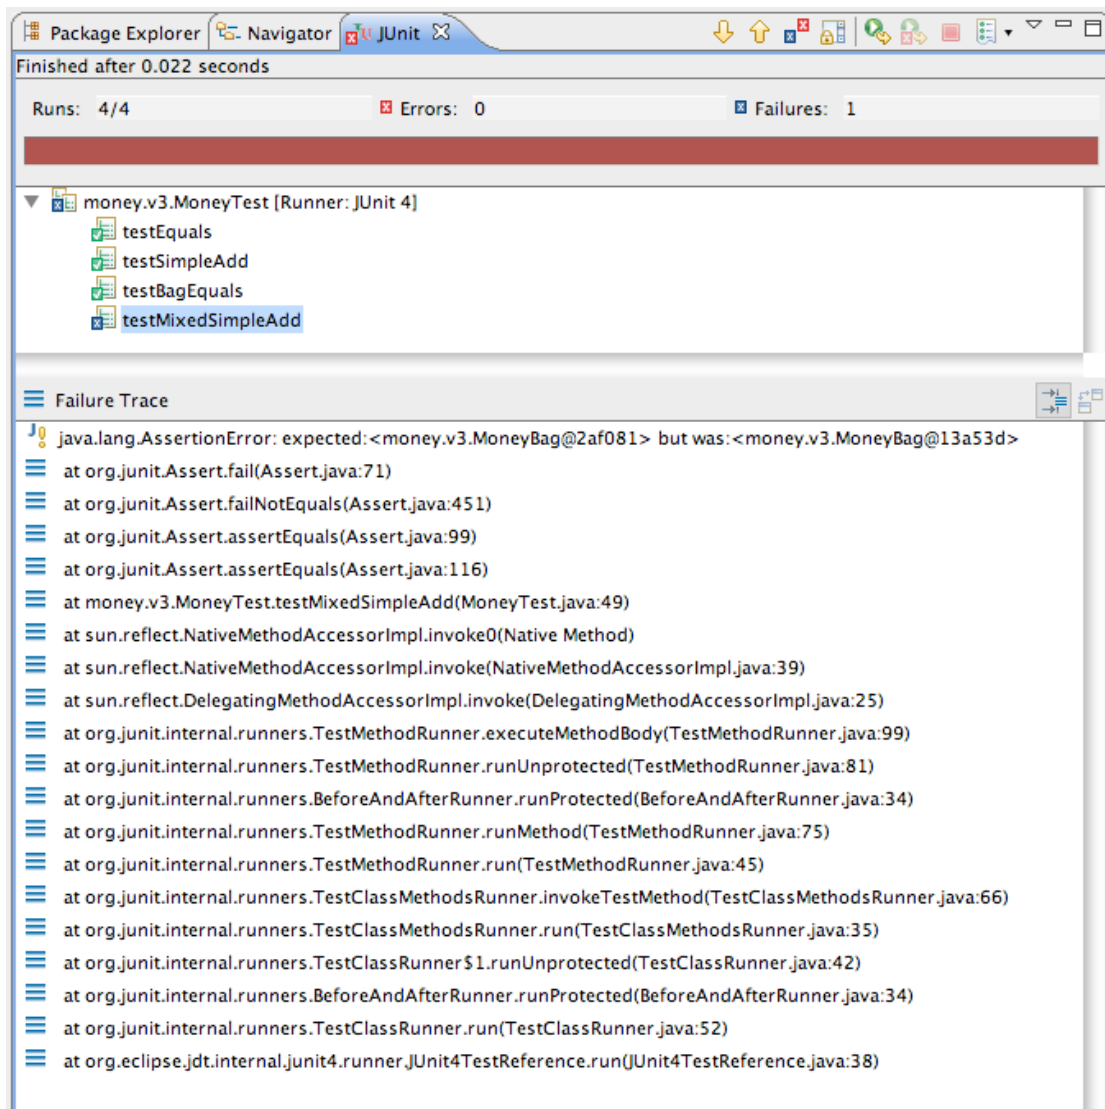 Package Explorer Navigator JUnit
Finished after 0.022 seconds
Runs: 4/4 Errors: 0 Failures: 1
money.v3.MoneyTest [Runner: JUnit 4]
testEquals
testSimpleAdd
testBagEquals
testMixedSimpleAdd
Failure Trace
java.lang.AssertionError: expected:<money.v3.MoneyBag@2af081> but was:<money.v3.MoneyBag@13a53d>
at org.junit.Assert.fail(Assert.java:71)
at org.junit.Assert.failNotEquals(Assert.java:451)
at org.junit.Assert.assertEquals(Assert.java:99)
at org.junit.Assert.assertEquals(Assert.java:116)
at money.v3.MoneyTest.testMixedSimpleAdd(MoneyTest.java:49)
at sun.reflect.NativeMethodAccessorImpl.invoke0(Native Method)
at sun.reflect.NativeMethodAccessorImpl.invoke(NativeMethodAccessorImpl.java:39)
at sun.reflect.DelegatingMethodAccessorImpl.invoke(DelegatingMethodAccessorImpl.java:25)
at org.junit.internal.runners.TestMethodRunner.executeMethodBody(TestMethodRunner.java:99)
at org.junit.internal.runners.TestMethodRunner.runUnprotected(TestMethodRunner.java:81)
at org.junit.internal.runners.BeforeAndAfterRunner.runProtected(BeforeAndAfterRunner.java:34)
at org.junit.internal.runners.TestMethodRunner.runMethod(TestMethodRunner.java:75)
at org.junit.internal.runners.TestMethodRunner.run(TestMethodRunner.java:45)
at org.junit.internal.runners.TestClassMethodsRunner.invokeTestMethod(TestClassMethodsRunner.java:66)
at org.junit.internal.runners.TestClassMethodsRunner.run(TestClassMethodsRunner.java:35)
at org.junit.internal.runners.TestClassRunner$1.runUnprotected(TestClassRunner.java:42)
at org.junit.internal.runners.BeforeAndAfterRunner.runProtected(BeforeAndAfterRunner.java:34)
at org.junit.internal.runners.TestClassRunner.run(TestClassRunner.java:52)
at org.eclipse.jdt.internal.junit4.runner.JUnit4TestReference.run(JUnit4TestReference.java:38)